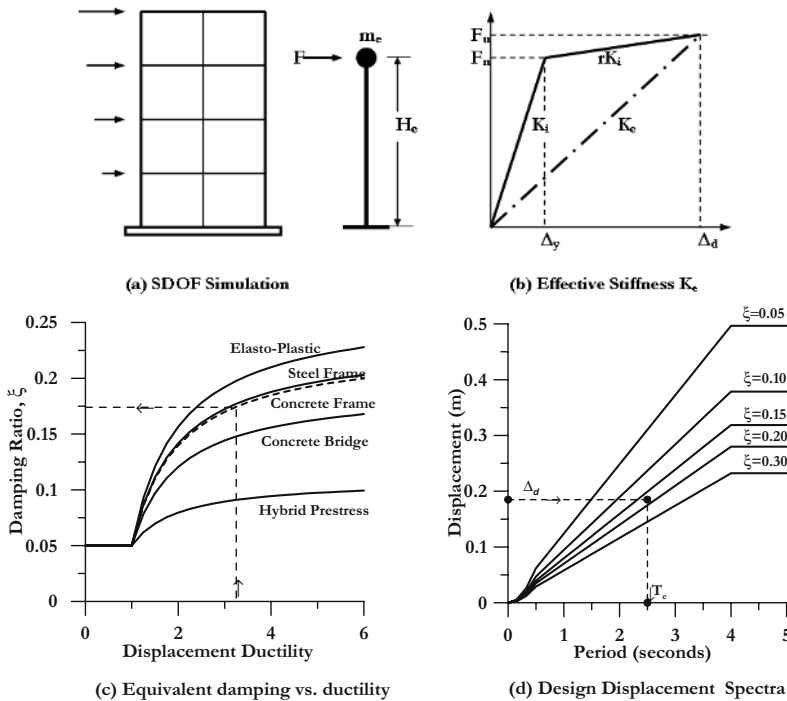 mₑ
F
Hₑ
(a) SDOF Simulation
Fᵤ
Fₙ
rKᵢ
Kᵢ
Kₑ
Δy
Δd
(b) Effective Stiffness Kₑ
0.25
0.2
0.15
0.1
0.05
0
Damping Ratio, ξ
Elasto-Plastic
Steel Frame
Concrete Frame
Concrete Bridge
Hybrid Prestress
0 2 4 6
Displacement Ductility
(c) Equivalent damping vs. ductility
0.5
0.4
0.3
0.2
0.1
0
Displacement (m)
ξ=0.05
ξ=0.10
ξ=0.15
ξ=0.20
ξ=0.30
Δd
Tₑ
0 1 2 3 4 5
Period (seconds)
(d) Design Displacement Spectra